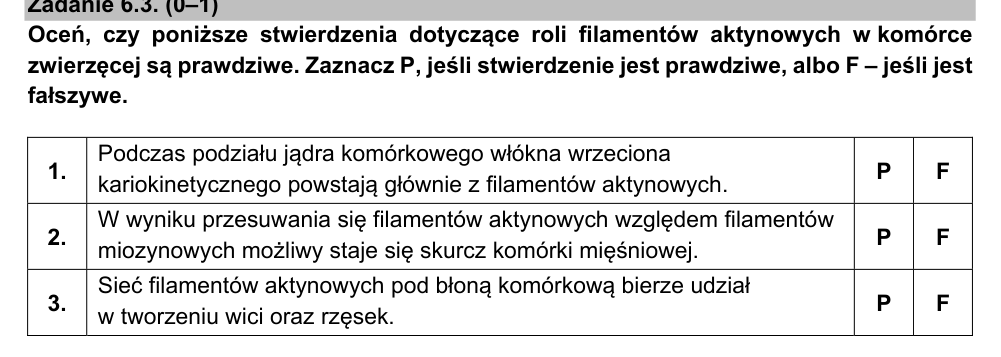 Zadanie 6.3. (0–1)
Oceń, czy poniższe stwierdzenia dotyczące roli filamentów aktynowych w komórce
zwierzęcej są prawdziwe. Zaznacz P, jeśli stwierdzenie jest prawdziwe, albo F – jeśli jest
fałszywe.
1. Podczas podziału jądra komórkowego włókna wrzeciona
kariokinetycznego powstają głównie z filamentów aktynowych. P F
2. W wyniku przesuwania się filamentów aktynowych względem filamentów
miozynowych możliwy staje się skurcz komórki mięśniowej. P F
3. Sieć filamentów aktynowych pod błoną komórkową bierze udział
w tworzeniu wici oraz rzęsek. P F